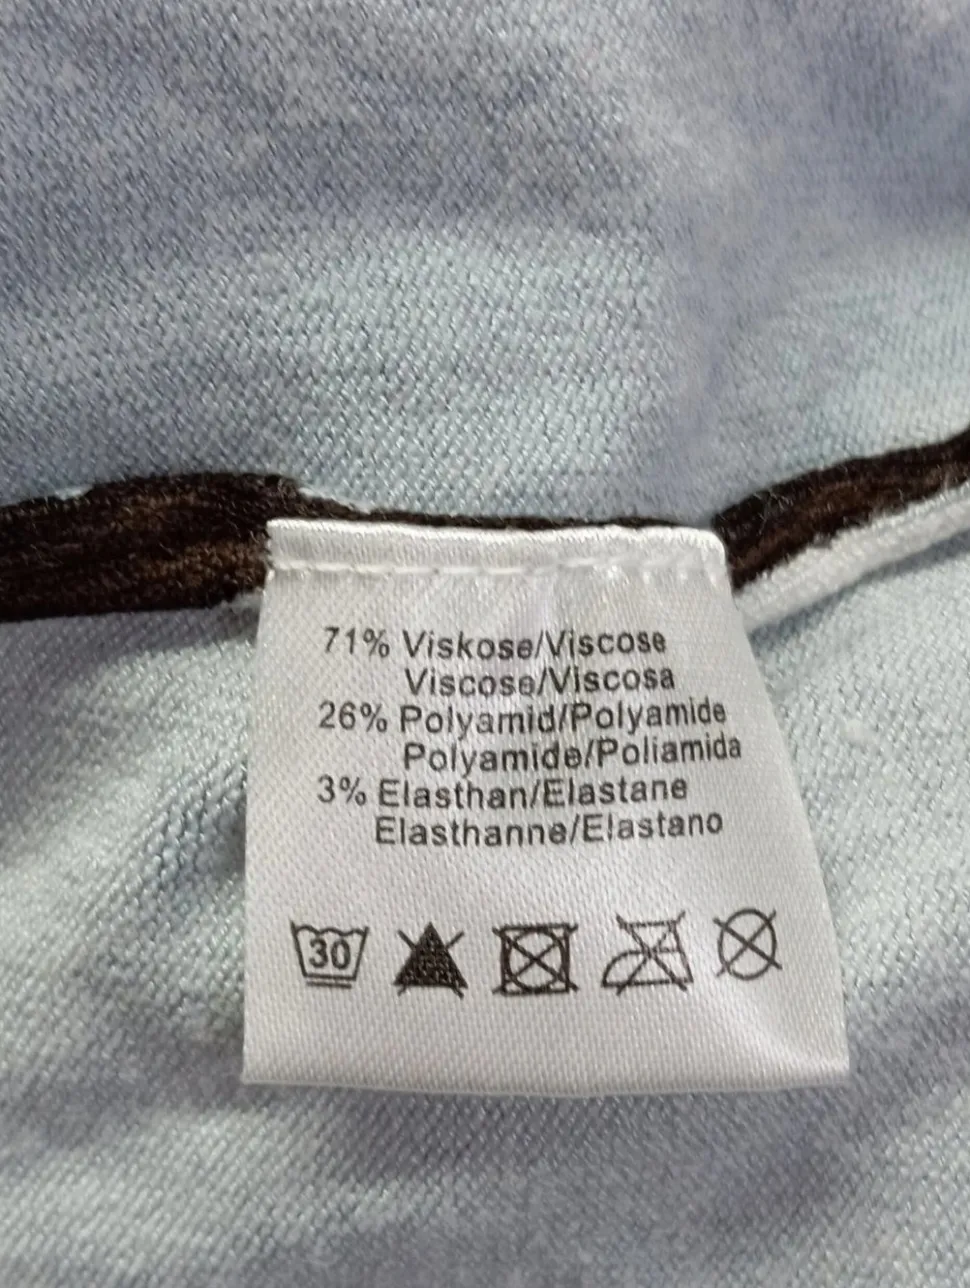 71% Viskose/Viscose
Viscose/Viscosa
26% Polyamid/Polyamide
Polyamide/Poliamida
3% Elasthan/Elastane
Elasthanne/Elastano
30